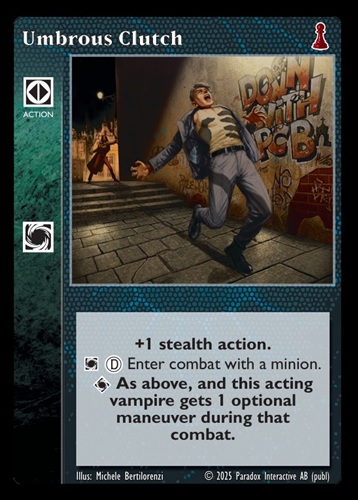 Umbrous Clutch
ACTION
DOWN
WITH
PCB
+1 stealth action.
D Enter combat with a minion.
As above, and this acting
vampire gets 1 optional
maneuver during that
combat.
Illus: Michele Bertilorenzi © 2025 Paradox Interactive AB (publ)